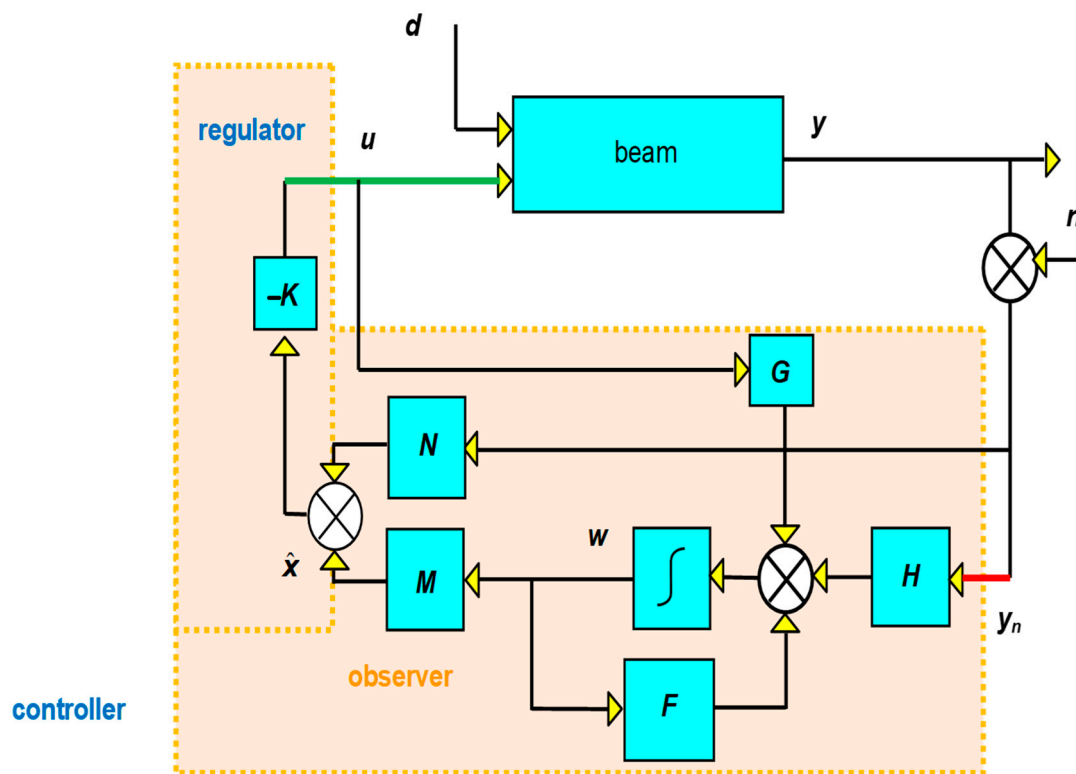 d
regulator
u
beam
y
n
–K
G
N
w
H
x̂
M
∫
yₙ
observer
F
controller